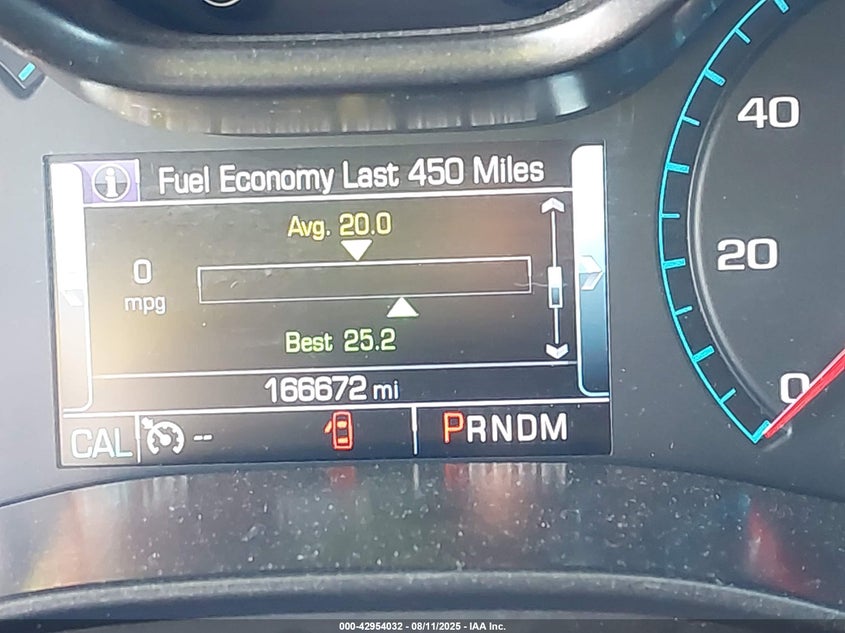 Fuel Economy Last 450 Miles
Avg. 20.0
0
mpg
Best 25.2
166672 mi
CAL
--
PRNDM
40
20
0
000-42954032 - 08/11/2025 - IAA Inc.